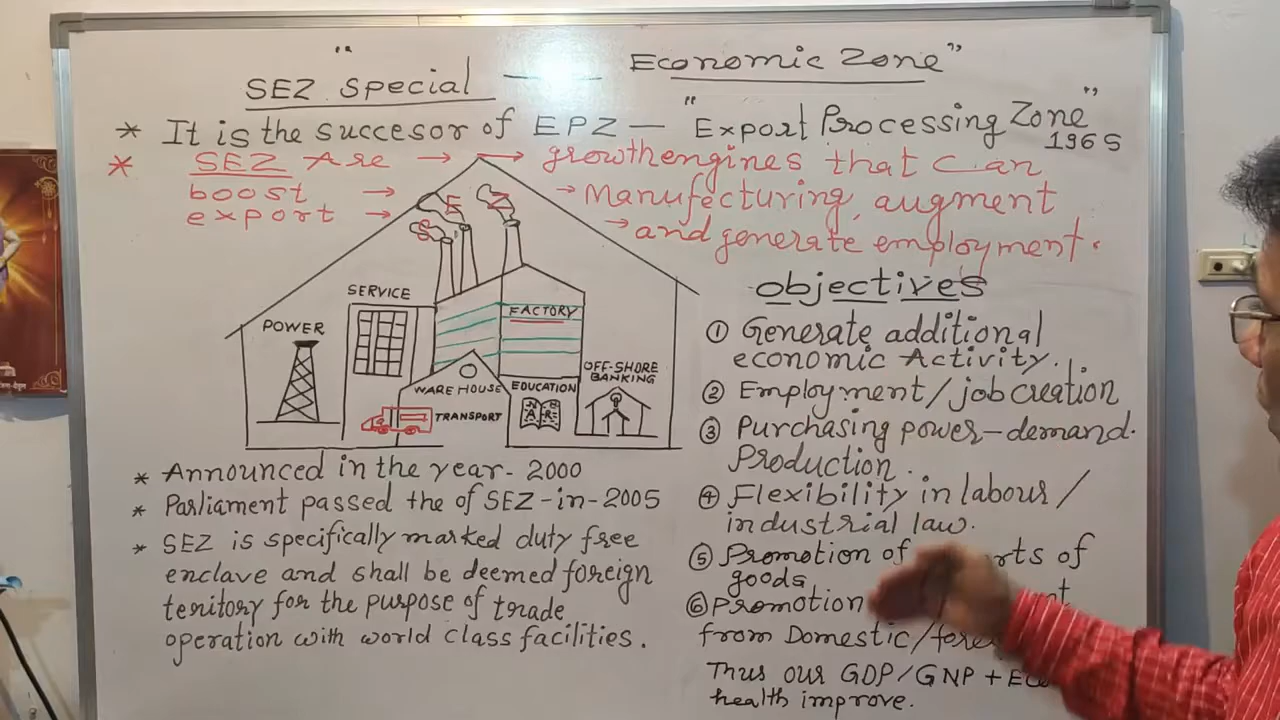 "SEZ Special — Economic Zone"
* It is the succesor of EPZ — "Export Processing Zone" 1965
* SEZ Are → → growthengines that can
boost → → Manufecturing, augment
export → → and generate employment.
S E Z
SERVICE
POWER
FACTORY
OFF-SHORE
BANKING
WARE HOUSE
EDUCATION
TRANSPORT
* Announced in the year - 2000
* Parliament passed the of SEZ-in-2005
* SEZ is specifically marked duty free
enclave and shall be deemed foreign
teritory for the purpose of trade
operation with world class facilities.
objectives
① Generate additional
economic Activity.
② Employment/job creation
③ Purchasing power-demand.
Production.
④ Flexibility in labour/
industrial law.
⑤ Promotion of of
goods
⑥ Promotion
from Domestic/
Thus our GDP/GNP +
health improve.